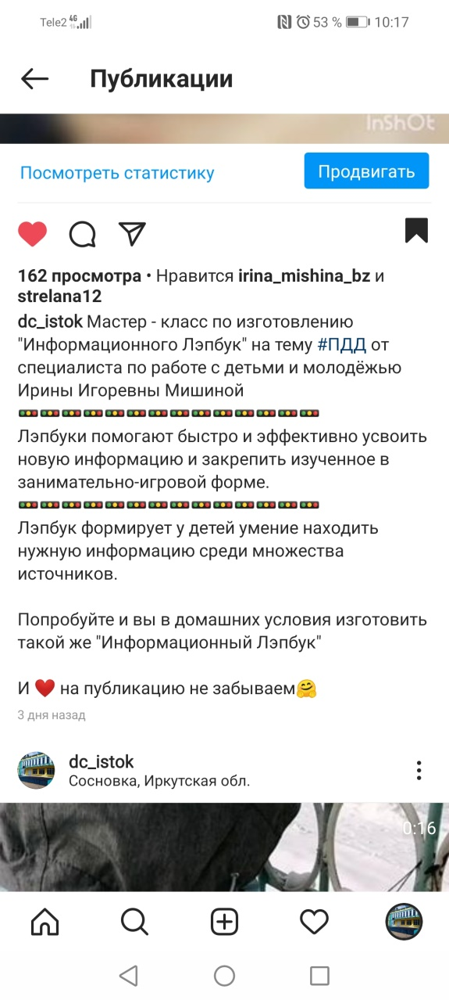 Tele2 4G 53 % 10:17
Публикации
InShOt
Посмотреть статистику
Продвигать
162 просмотра • Нравится irina_mishina_bz и
strelana12
dc_istok Мастер - класс по изготовлению
"Информационного Лэпбук" на тему #ПДД от
специалиста по работе с детьми и молодёжью
Ирины Игоревны Мишиной
🚥🚥🚥🚥🚥🚥🚥🚥🚥🚥🚥🚥🚥🚥
Лэпбуки помогают быстро и эффективно усвоить
новую информацию и закрепить изученное в
занимательно-игровой форме.
🚥🚥🚥🚥🚥🚥🚥🚥🚥🚥🚥🚥🚥🚥
Лэпбук формирует у детей умение находить
нужную информацию среди множества
источников.
Попробуйте и вы в домашних условия изготовить
такой же "Информационный Лэпбук"
И ❤️ на публикацию не забываем🤗
3 дня назад
dc_istok
Сосновка, Иркутская обл.
0:16